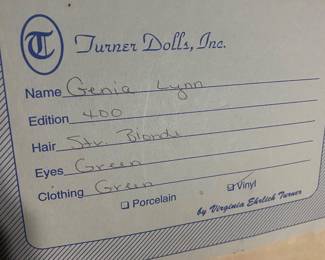 T Turner Dolls, Inc.
Name Genia Lynn
Edition 400
Hair Str. Blonde
Eyes Green
Clothing Green
☐ Porcelain ☑ Vinyl
by Virginia Ehrlich Turner